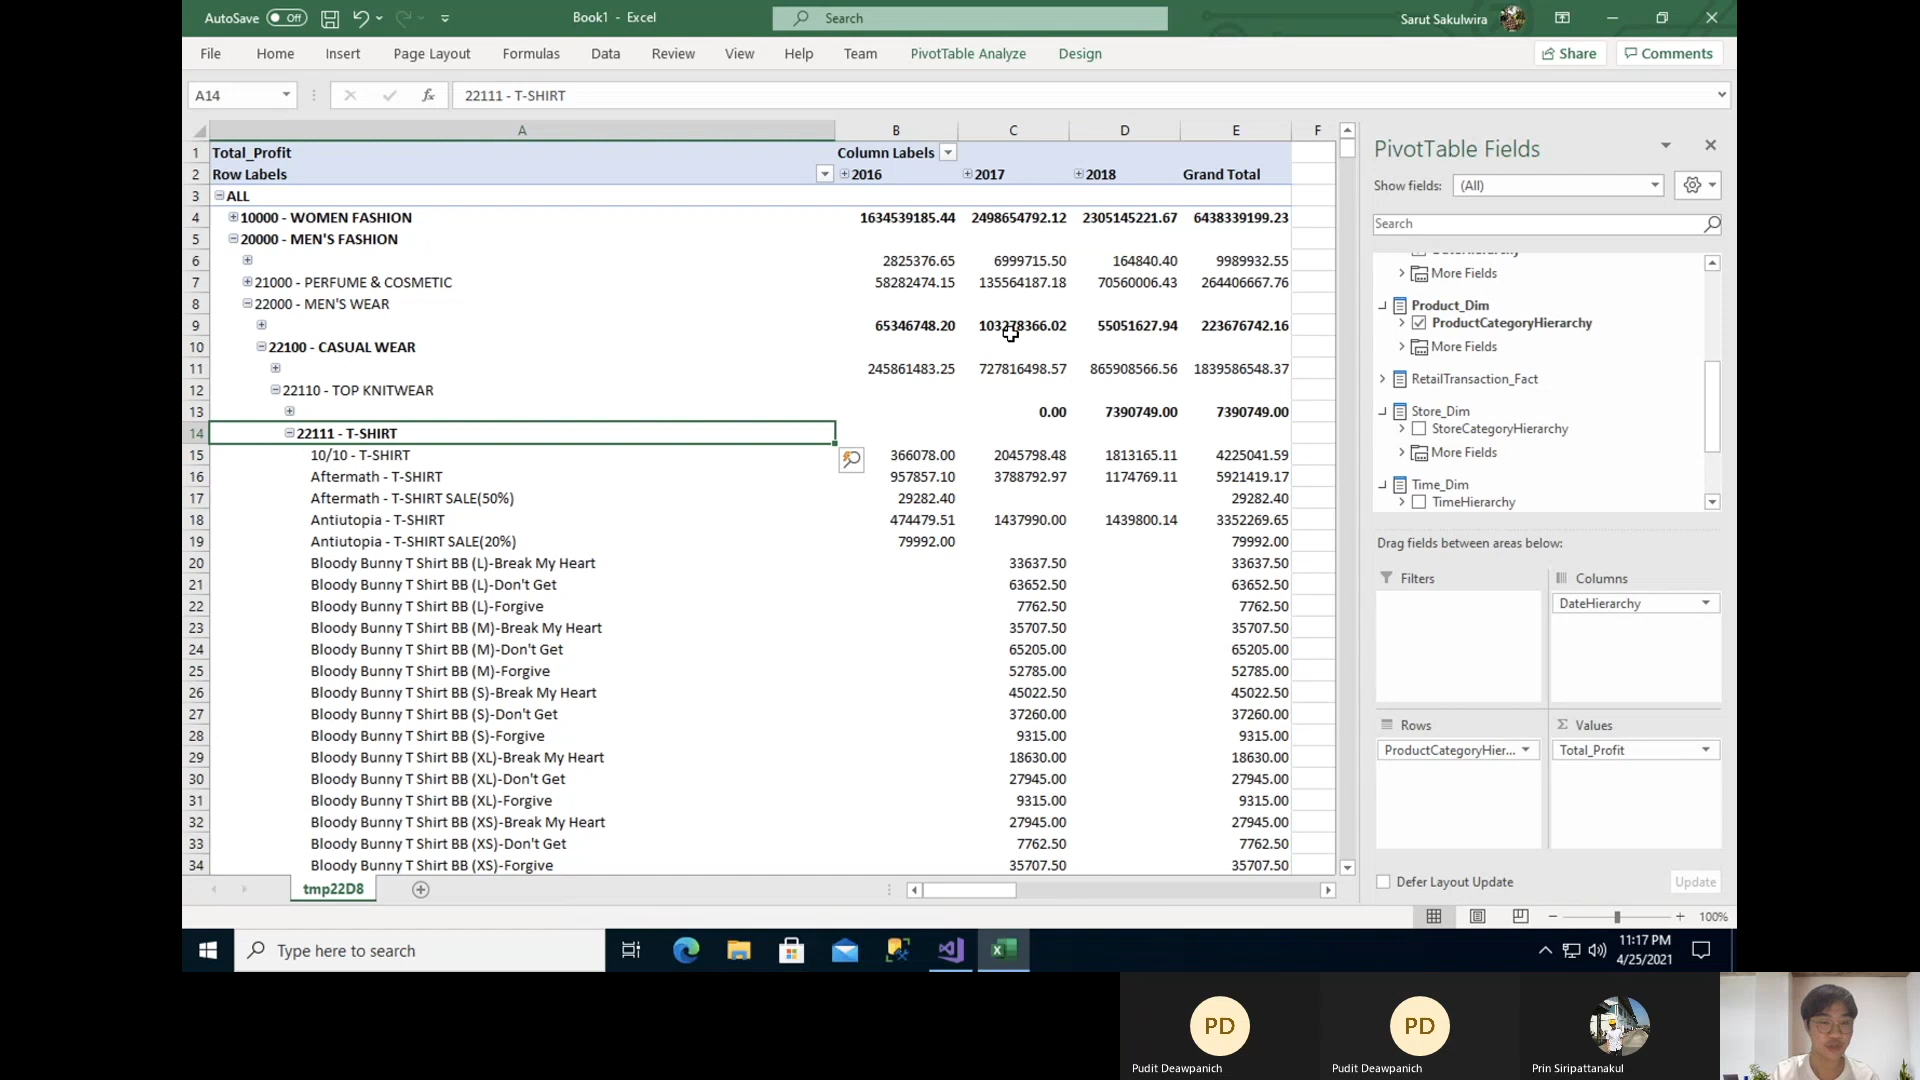 AutoSave Off Book1 - Excel Search Sarut Sakulwira
File Home Insert Page Layout Formulas Data Review View Help Team PivotTable Analyze Design Share Comments
A14 fx 22111 - T-SHIRT
A B C D E F
1 Total_Profit Column Labels
2 Row Labels 2016 2017 2018 Grand Total
3 ALL
4 10000 - WOMEN FASHION 1634539185.44 2498654792.12 2305145221.67 6438339199.23
5 20000 - MEN'S FASHION
6 2825376.65 6999715.50 164840.40 9989932.55
7 21000 - PERFUME & COSMETIC 58282474.15 135564187.18 70560006.43 264406667.76
8 22000 - MEN'S WEAR
9 65346748.20 103278366.02 55051627.94 223676742.16
10 22100 - CASUAL WEAR
11 245861483.25 727816498.57 865908566.56 1839586548.37
12 22110 - TOP KNITWEAR
13 0.00 7390749.00 7390749.00
14 22111 - T-SHIRT
15 10/10 - T-SHIRT 366078.00 2045798.48 1813165.11 4225041.59
16 Aftermath - T-SHIRT 957857.10 3788792.97 1174769.11 5921419.17
17 Aftermath - T-SHIRT SALE(50%) 29282.40 29282.40
18 Antiutopia - T-SHIRT 474479.51 1437990.00 1439800.14 3352269.65
19 Antiutopia - T-SHIRT SALE(20%) 79992.00 79992.00
20 Bloody Bunny T Shirt BB (L)-Break My Heart 33637.50 33637.50
21 Bloody Bunny T Shirt BB (L)-Don't Get 63652.50 63652.50
22 Bloody Bunny T Shirt BB (L)-Forgive 7762.50 7762.50
23 Bloody Bunny T Shirt BB (M)-Break My Heart 35707.50 35707.50
24 Bloody Bunny T Shirt BB (M)-Don't Get 65205.00 65205.00
25 Bloody Bunny T Shirt BB (M)-Forgive 52785.00 52785.00
26 Bloody Bunny T Shirt BB (S)-Break My Heart 45022.50 45022.50
27 Bloody Bunny T Shirt BB (S)-Don't Get 37260.00 37260.00
28 Bloody Bunny T Shirt BB (S)-Forgive 9315.00 9315.00
29 Bloody Bunny T Shirt BB (XL)-Break My Heart 18630.00 18630.00
30 Bloody Bunny T Shirt BB (XL)-Don't Get 27945.00 27945.00
31 Bloody Bunny T Shirt BB (XL)-Forgive 9315.00 9315.00
32 Bloody Bunny T Shirt BB (XS)-Break My Heart 27945.00 27945.00
33 Bloody Bunny T Shirt BB (XS)-Don't Get 7762.50 7762.50
34 Bloody Bunny T Shirt BB (XS)-Forgive 35707.50 35707.50
tmp22D8
PivotTable Fields
Show fields: (All)
Search
More Fields
Product_Dim
ProductCategoryHierarchy
More Fields
RetailTransaction_Fact
Store_Dim
StoreCategoryHierarchy
More Fields
Time_Dim
TimeHierarchy
Drag fields between areas below:
Filters Columns
DateHierarchy
Rows Σ Values
ProductCategoryHier... Total_Profit
Defer Layout Update Update
100%
Type here to search
11:17 PM
4/25/2021
PD PD
Pudit Deawpanich Pudit Deawpanich Prin Siripattanakul